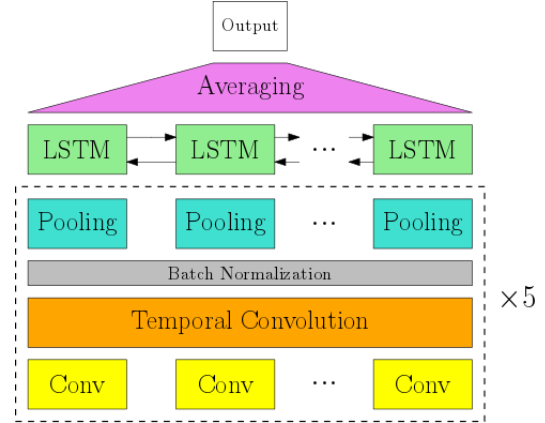 Output
Averaging
LSTM LSTM ... LSTM
Pooling Pooling ... Pooling
Batch Normalization
×5
Temporal Convolution
Conv Conv ... Conv